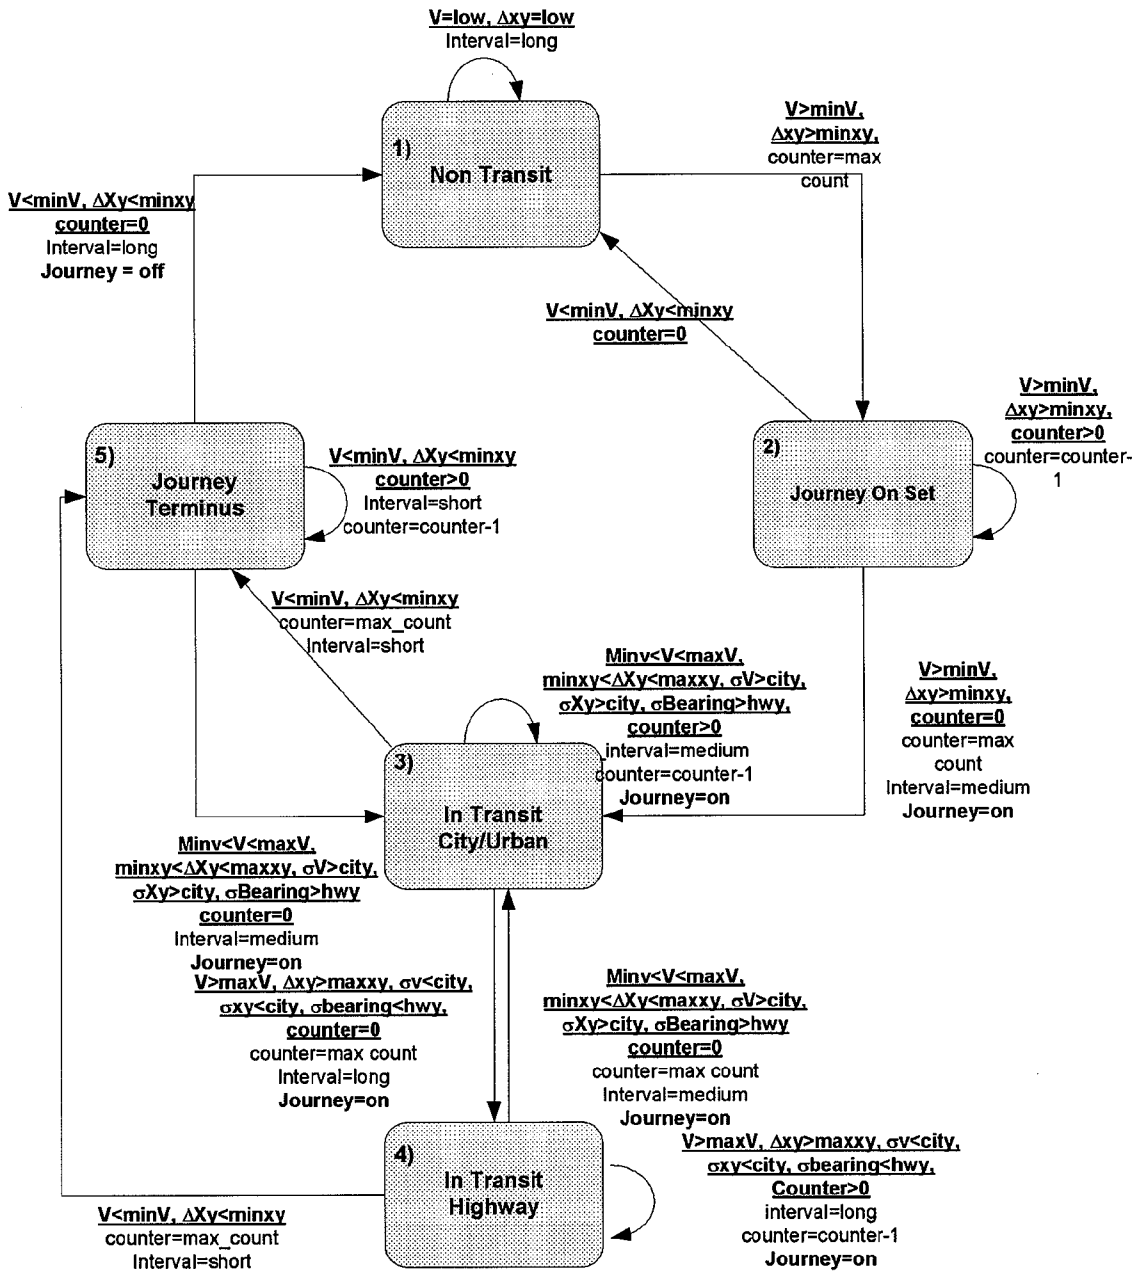 V=low, Δxy=low
Interval=long
1)
Non Transit
V>minV,
Δxy>minxy,
counter=max
count
V<minV, ΔXy<minxy
counter=0
Interval=long
Journey = off
V<minV, ΔXy<minxy
counter=0
V>minV,
Δxy>minxy,
counter>0
counter=counter-
1
2)
Journey On Set
5)
Journey
Terminus
V<minV, ΔXy<minxy
counter>0
Interval=short
counter=counter-1
V<minV, ΔXy<minxy
counter=max_count
Interval=short
Minv<V<maxV,
minxy<ΔXy<maxxy, σV>city,
σXy>city, σBearing>hwy,
counter>0
interval=medium
counter=counter-1
Journey=on
V>minV,
Δxy>minxy,
counter=0
counter=max
count
Interval=medium
Journey=on
3)
In Transit
City/Urban
Minv<V<maxV,
minxy<ΔXy<maxxy, σV>city,
σXy>city, σBearing>hwy
counter=0
Interval=medium
Journey=on
V>maxV, Δxy>maxxy, σv<city,
σxy<city, σbearing<hwy,
counter=0
counter=max count
Interval=long
Journey=on
Minv<V<maxV,
minxy<ΔXy<maxxy, σV>city,
σXy>city, σBearing>hwy
counter=0
counter=max count
Interval=medium
Journey=on
4)
In Transit
Highway
V>maxV, Δxy>maxxy, σv<city,
σxy<city, σbearing<hwy,
Counter>0
interval=long
counter=counter-1
Journey=on
V<minV, ΔXy<minxy
counter=max_count
Interval=short